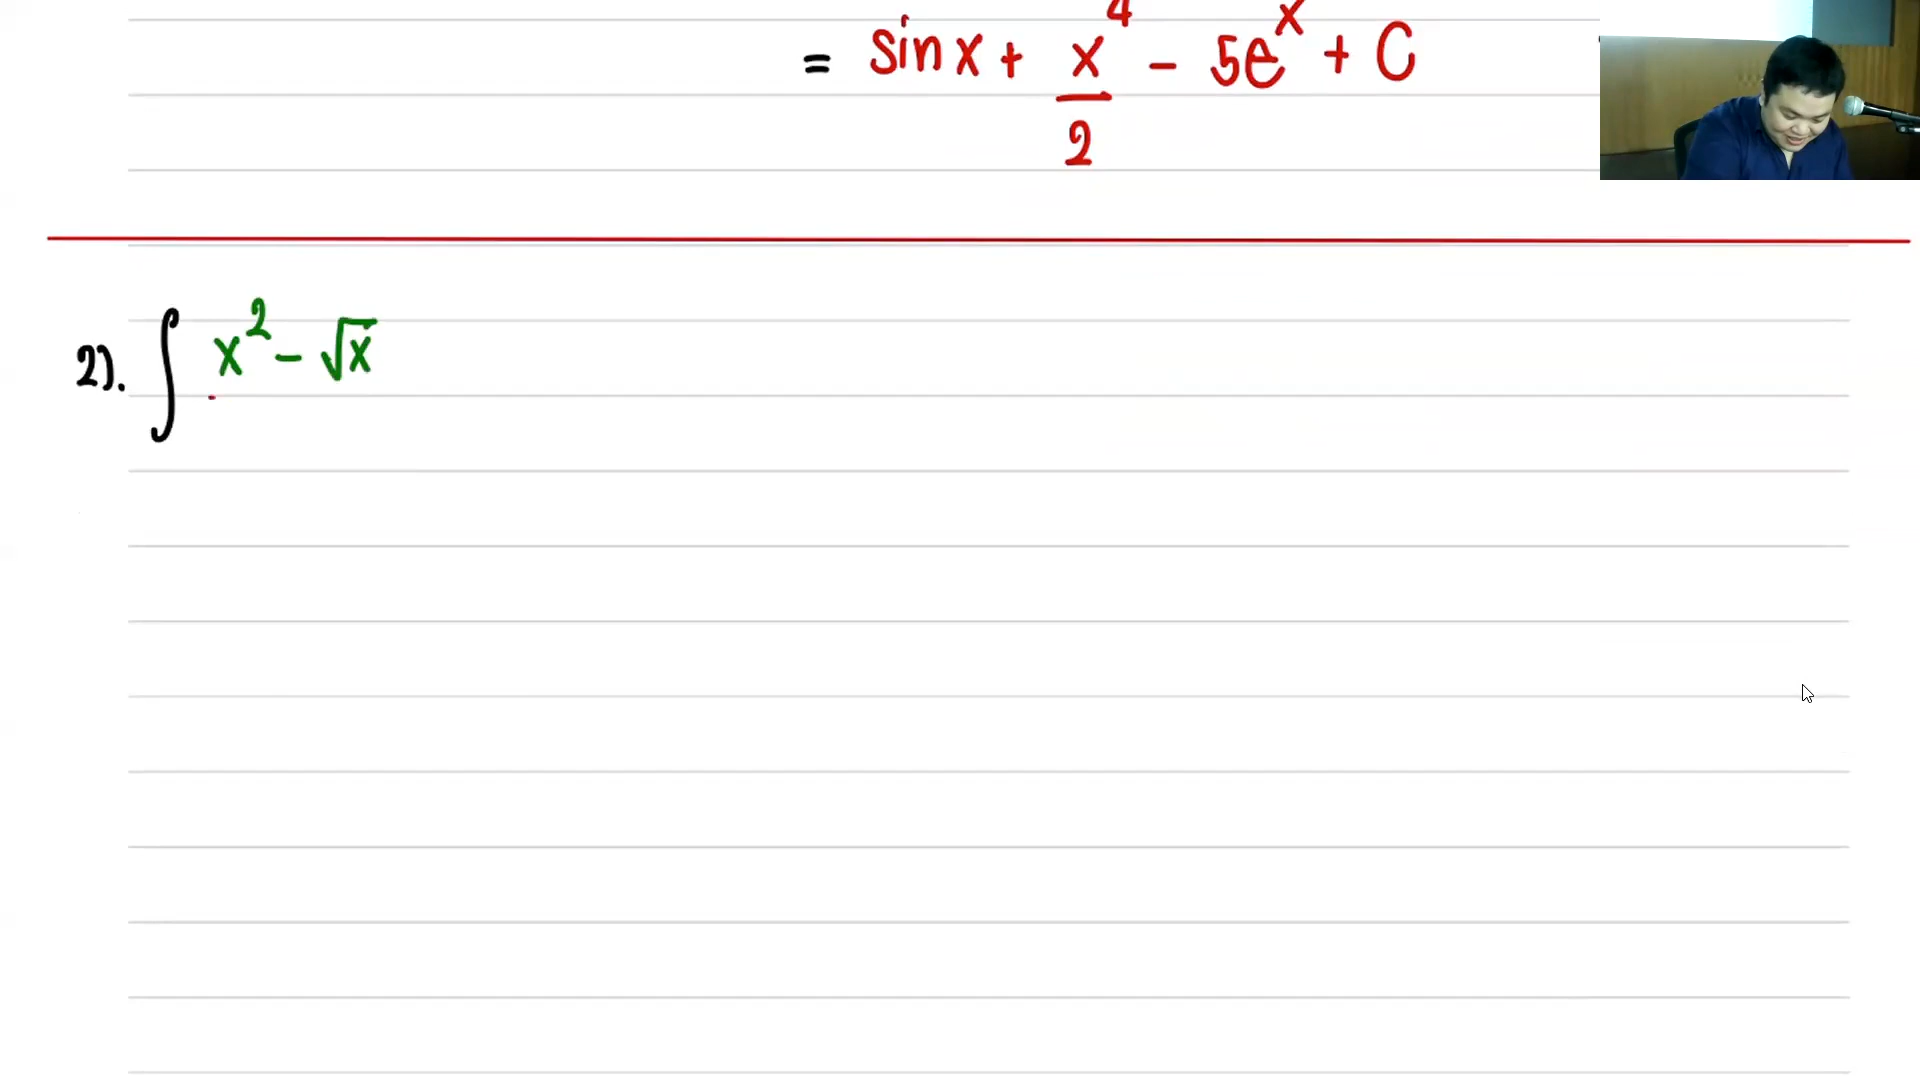 = sin x + x⁴/2 - 5eˣ + C
2). ∫ x² - √x